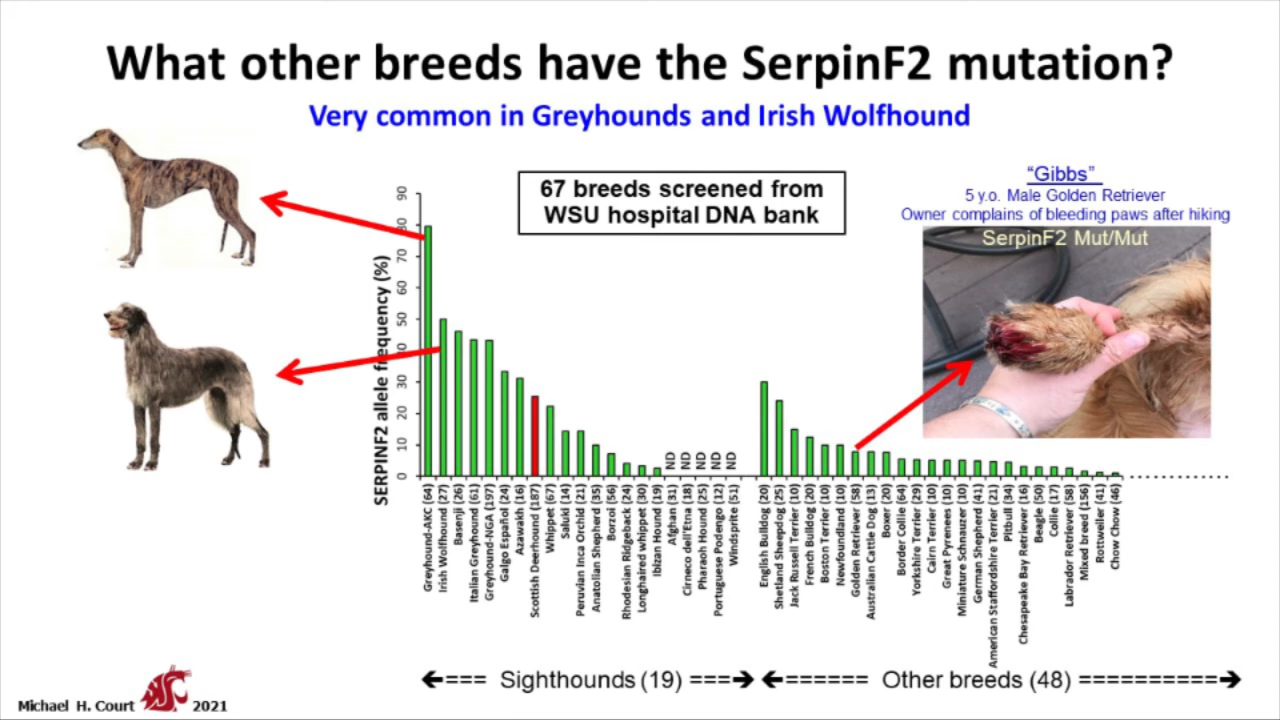 What other breeds have the SerpinF2 mutation?
Very common in Greyhounds and Irish Wolfhound
67 breeds screened from
WSU hospital DNA bank
"Gibbs"
5 y.o. Male Golden Retriever
Owner complains of bleeding paws after hiking
SerpinF2 Mut/Mut
SERPINF2 allele frequency (%)
90
80
70
60
50
40
30
20
10
0
ND
ND
ND
ND
ND
Greyhound-AKC (64)
Irish Wolfhound (27)
Basenji (26)
Italian Greyhound (61)
Greyhound-NGA (197)
Galgo Español (24)
Azawakh (16)
Scottish Deerhound (187)
Whippet (67)
Saluki (14)
Peruvian Inca Orchid (21)
Anatolian Shepherd (35)
Borzoi (56)
Rhodesian Ridgeback (24)
Longhaired whippet (30)
Ibizan Hound (19)
Afghan (31)
Cirneco dell'Etna (18)
Pharaoh Hound (25)
Portuguese Podengo (12)
Windsprite (51)
English Bulldog (20)
Shetland Sheepdog (25)
Jack Russell Terrier (10)
French Bulldog (20)
Boston Terrier (10)
Newfoundland (10)
Golden Retriever (58)
Australian Cattle Dog (13)
Boxer (20)
Border Collie (64)
Yorkshire Terrier (29)
Cairn Terrier (10)
Great Pyrenees (10)
Miniature Schnauzer (10)
German Shepherd (41)
American Staffordshire Terrier (21)
Pitbull (34)
Chesapeake Bay Retriever (16)
Beagle (50)
Collie (17)
Labrador Retriever (58)
Mixed breed (156)
Rottweiler (41)
Chow Chow (46)
Sighthounds (19)
Other breeds (48)
Michael H. Court
2021